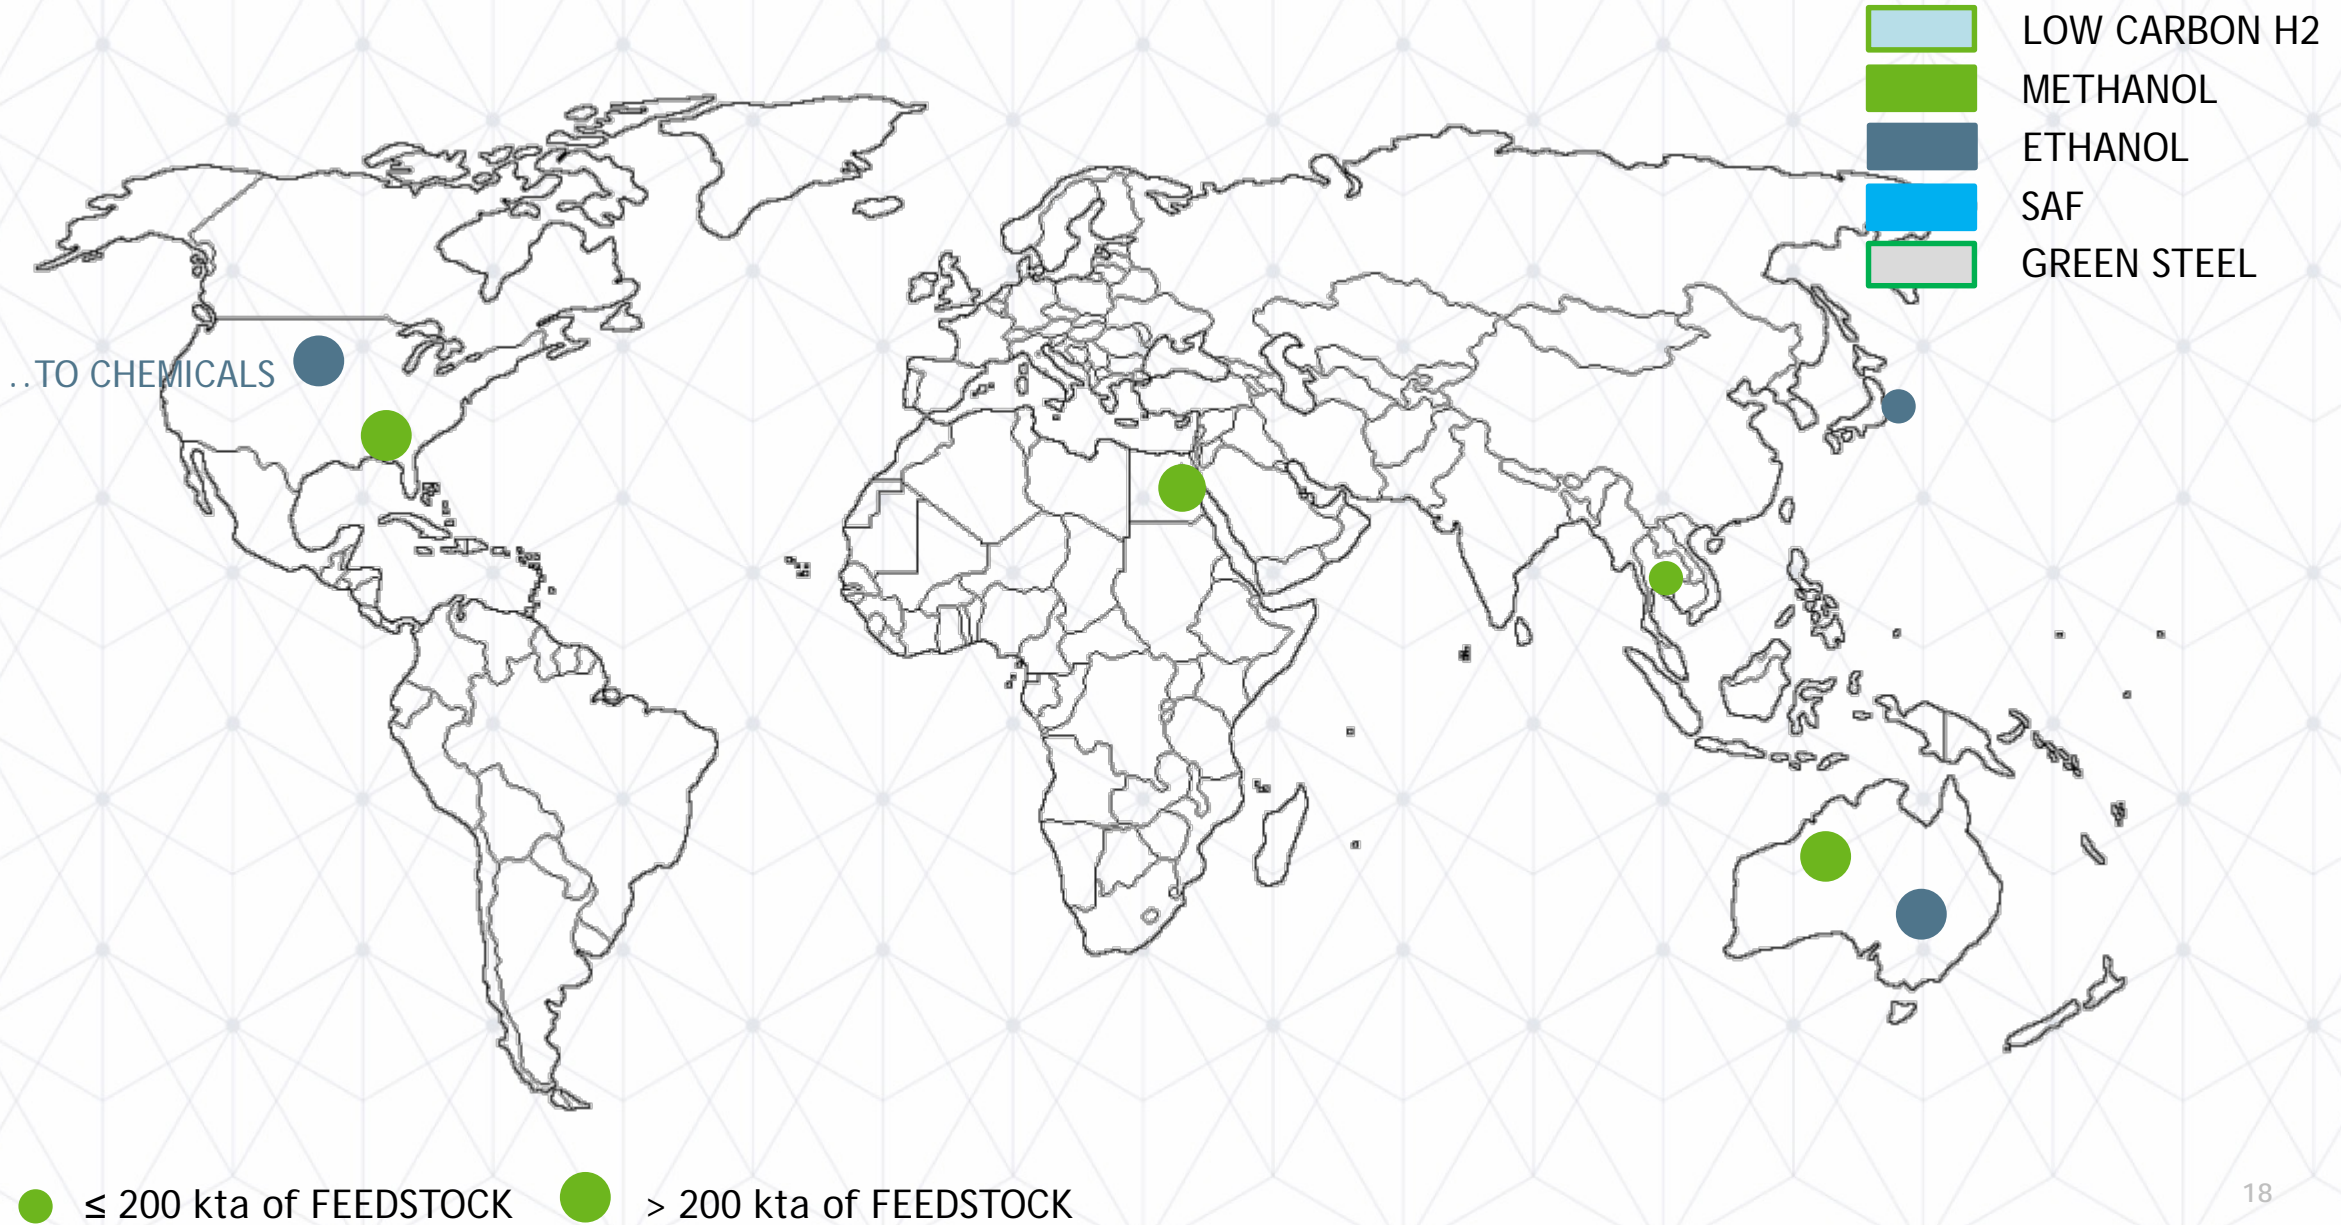 LOW CARBON H2
METHANOL
ETHANOL
SAF
GREEN STEEL
..TO CHEMICALS
≤ 200 kta of FEEDSTOCK
> 200 kta of FEEDSTOCK
18